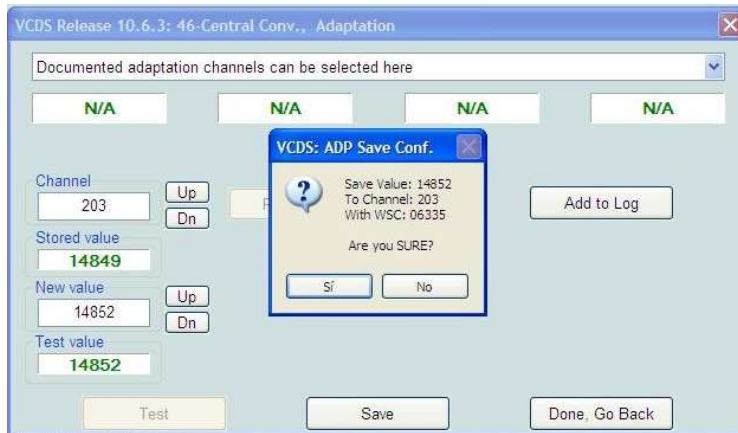 VCDS Release 10.6.3: 46-Central Conv., Adaptation
Documented adaptation channels can be selected here
N/A N/A N/A N/A
VCDS: ADP Save Conf.
Save Value: 14852
To Channel: 203
With WSC: 06335
Are you SURE?
Sí No
Channel
203
Up
Dn
Add to Log
Stored value
14849
New value
14852
Up
Dn
Test value
14852
Test Save Done, Go Back